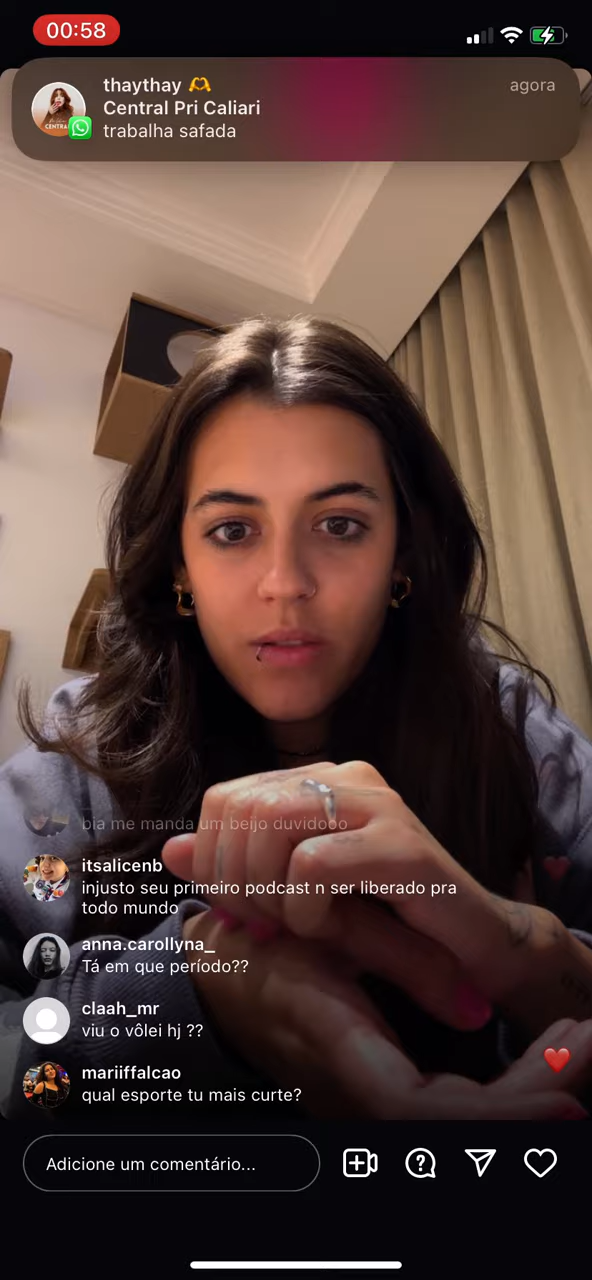 00:58
thaythay 🫶
agora
Central Pri Caliari
trabalha safada
CENTRA
bia me manda um beijo duvidooo
itsalicenb
injusto seu primeiro podcast n ser liberado pra
todo mundo
anna.carollyna_
Tá em que período??
claah_mr
viu o vôlei hj ??
mariiffalcao
qual esporte tu mais curte?
Adicione um comentário...